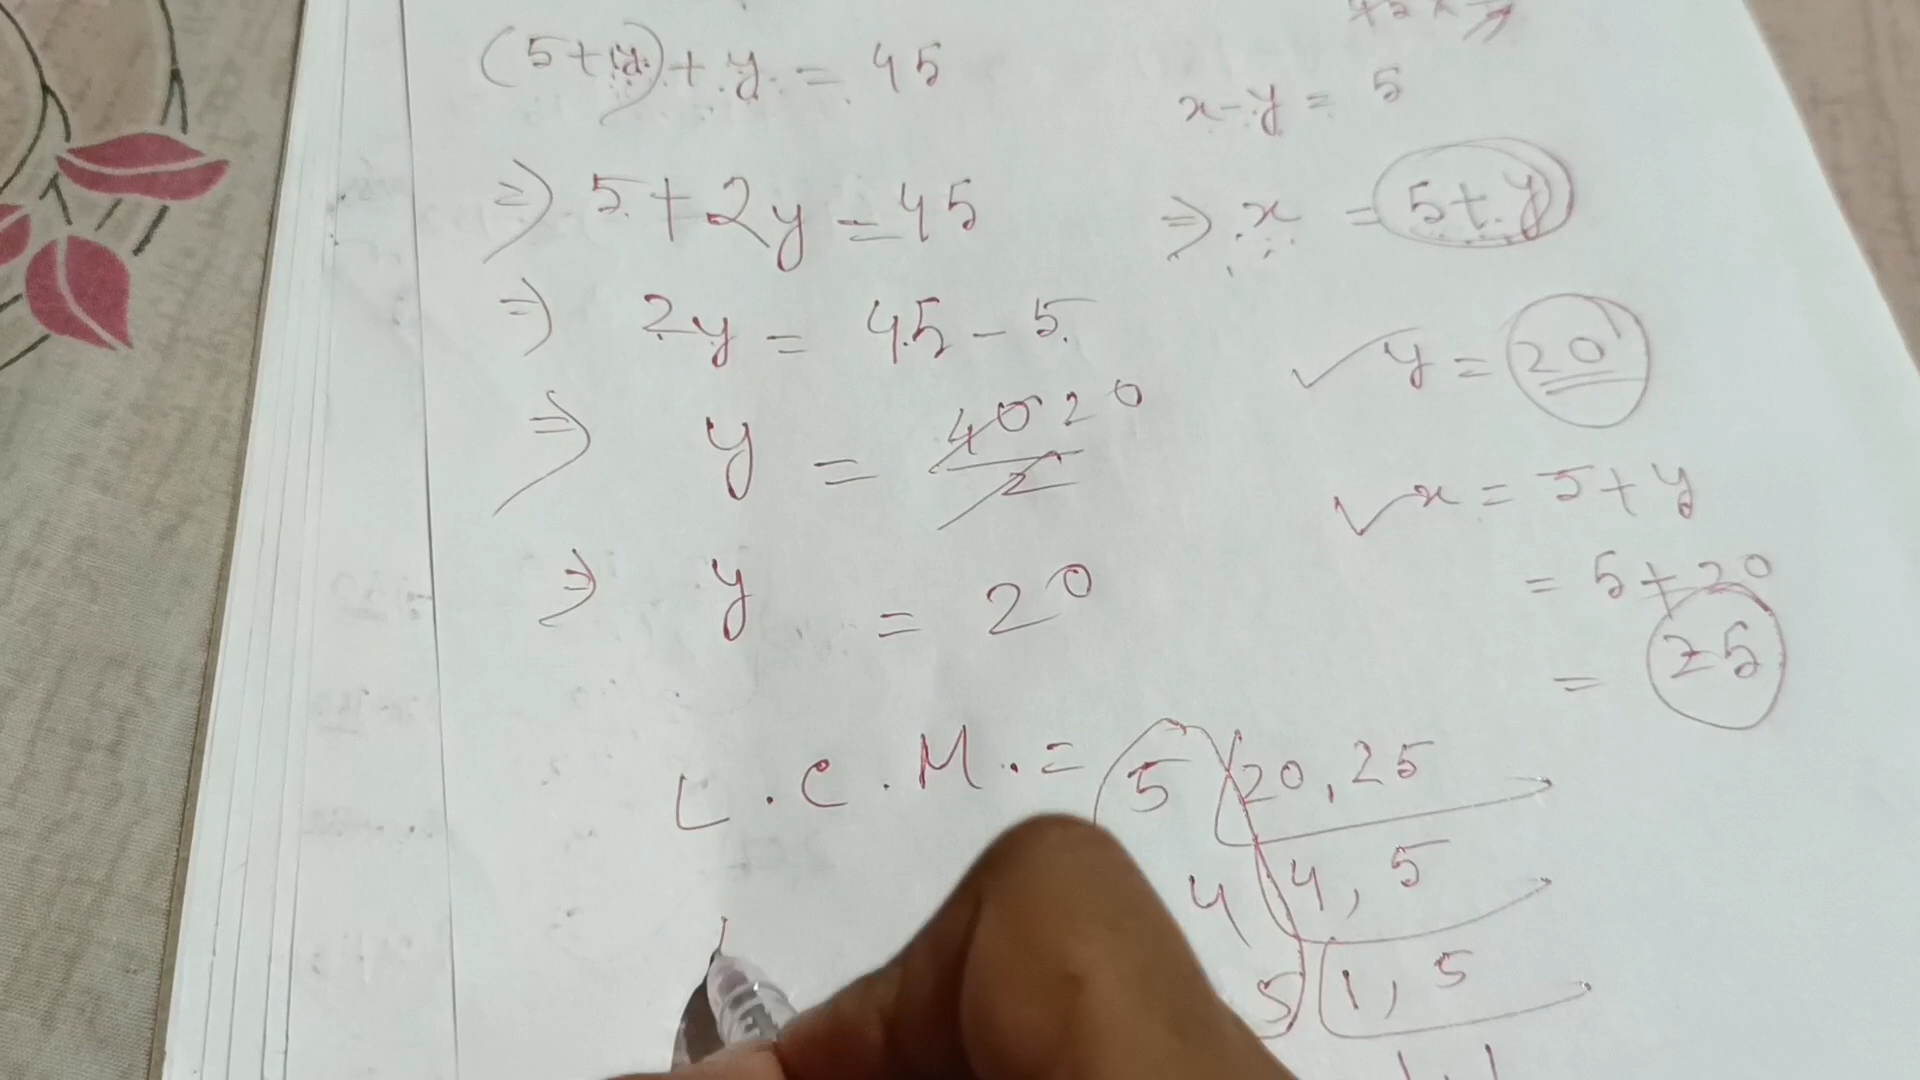 (5+y)+y = 45
⇒ 5+2y=45
⇒ 2y = 45-5
⇒ y = 40 20
2
⇒ y = 20
x-y = 5
⇒ x = 5+y
✓ y = 20
✓ x = 5+y
= 5+20
= 25
L.C.M. = 5 20, 25
4 4, 5
5 1, 5